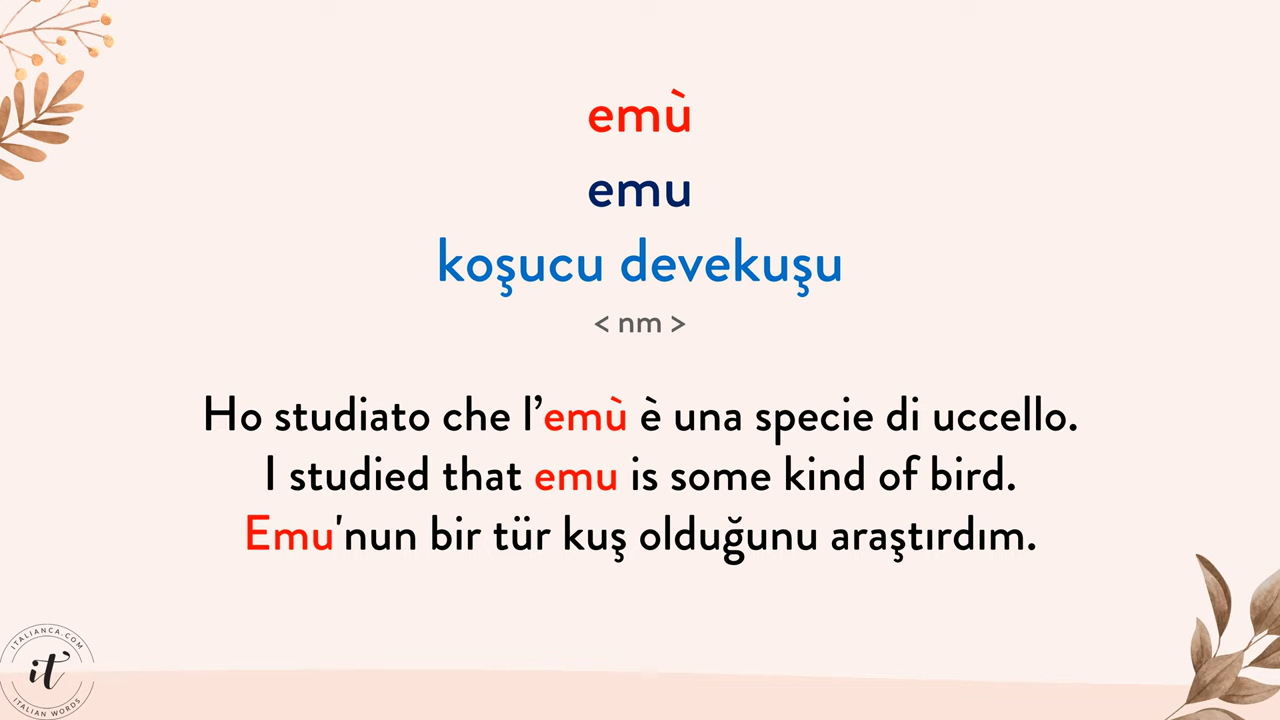 emù
emu
koşucu devekuşu
< nm >
Ho studiato che l’emù è una specie di uccello.
I studied that emu is some kind of bird.
Emu'nun bir tür kuş olduğunu araştırdım.
ITALIANCA.COM
it
ITALIAN WORDS